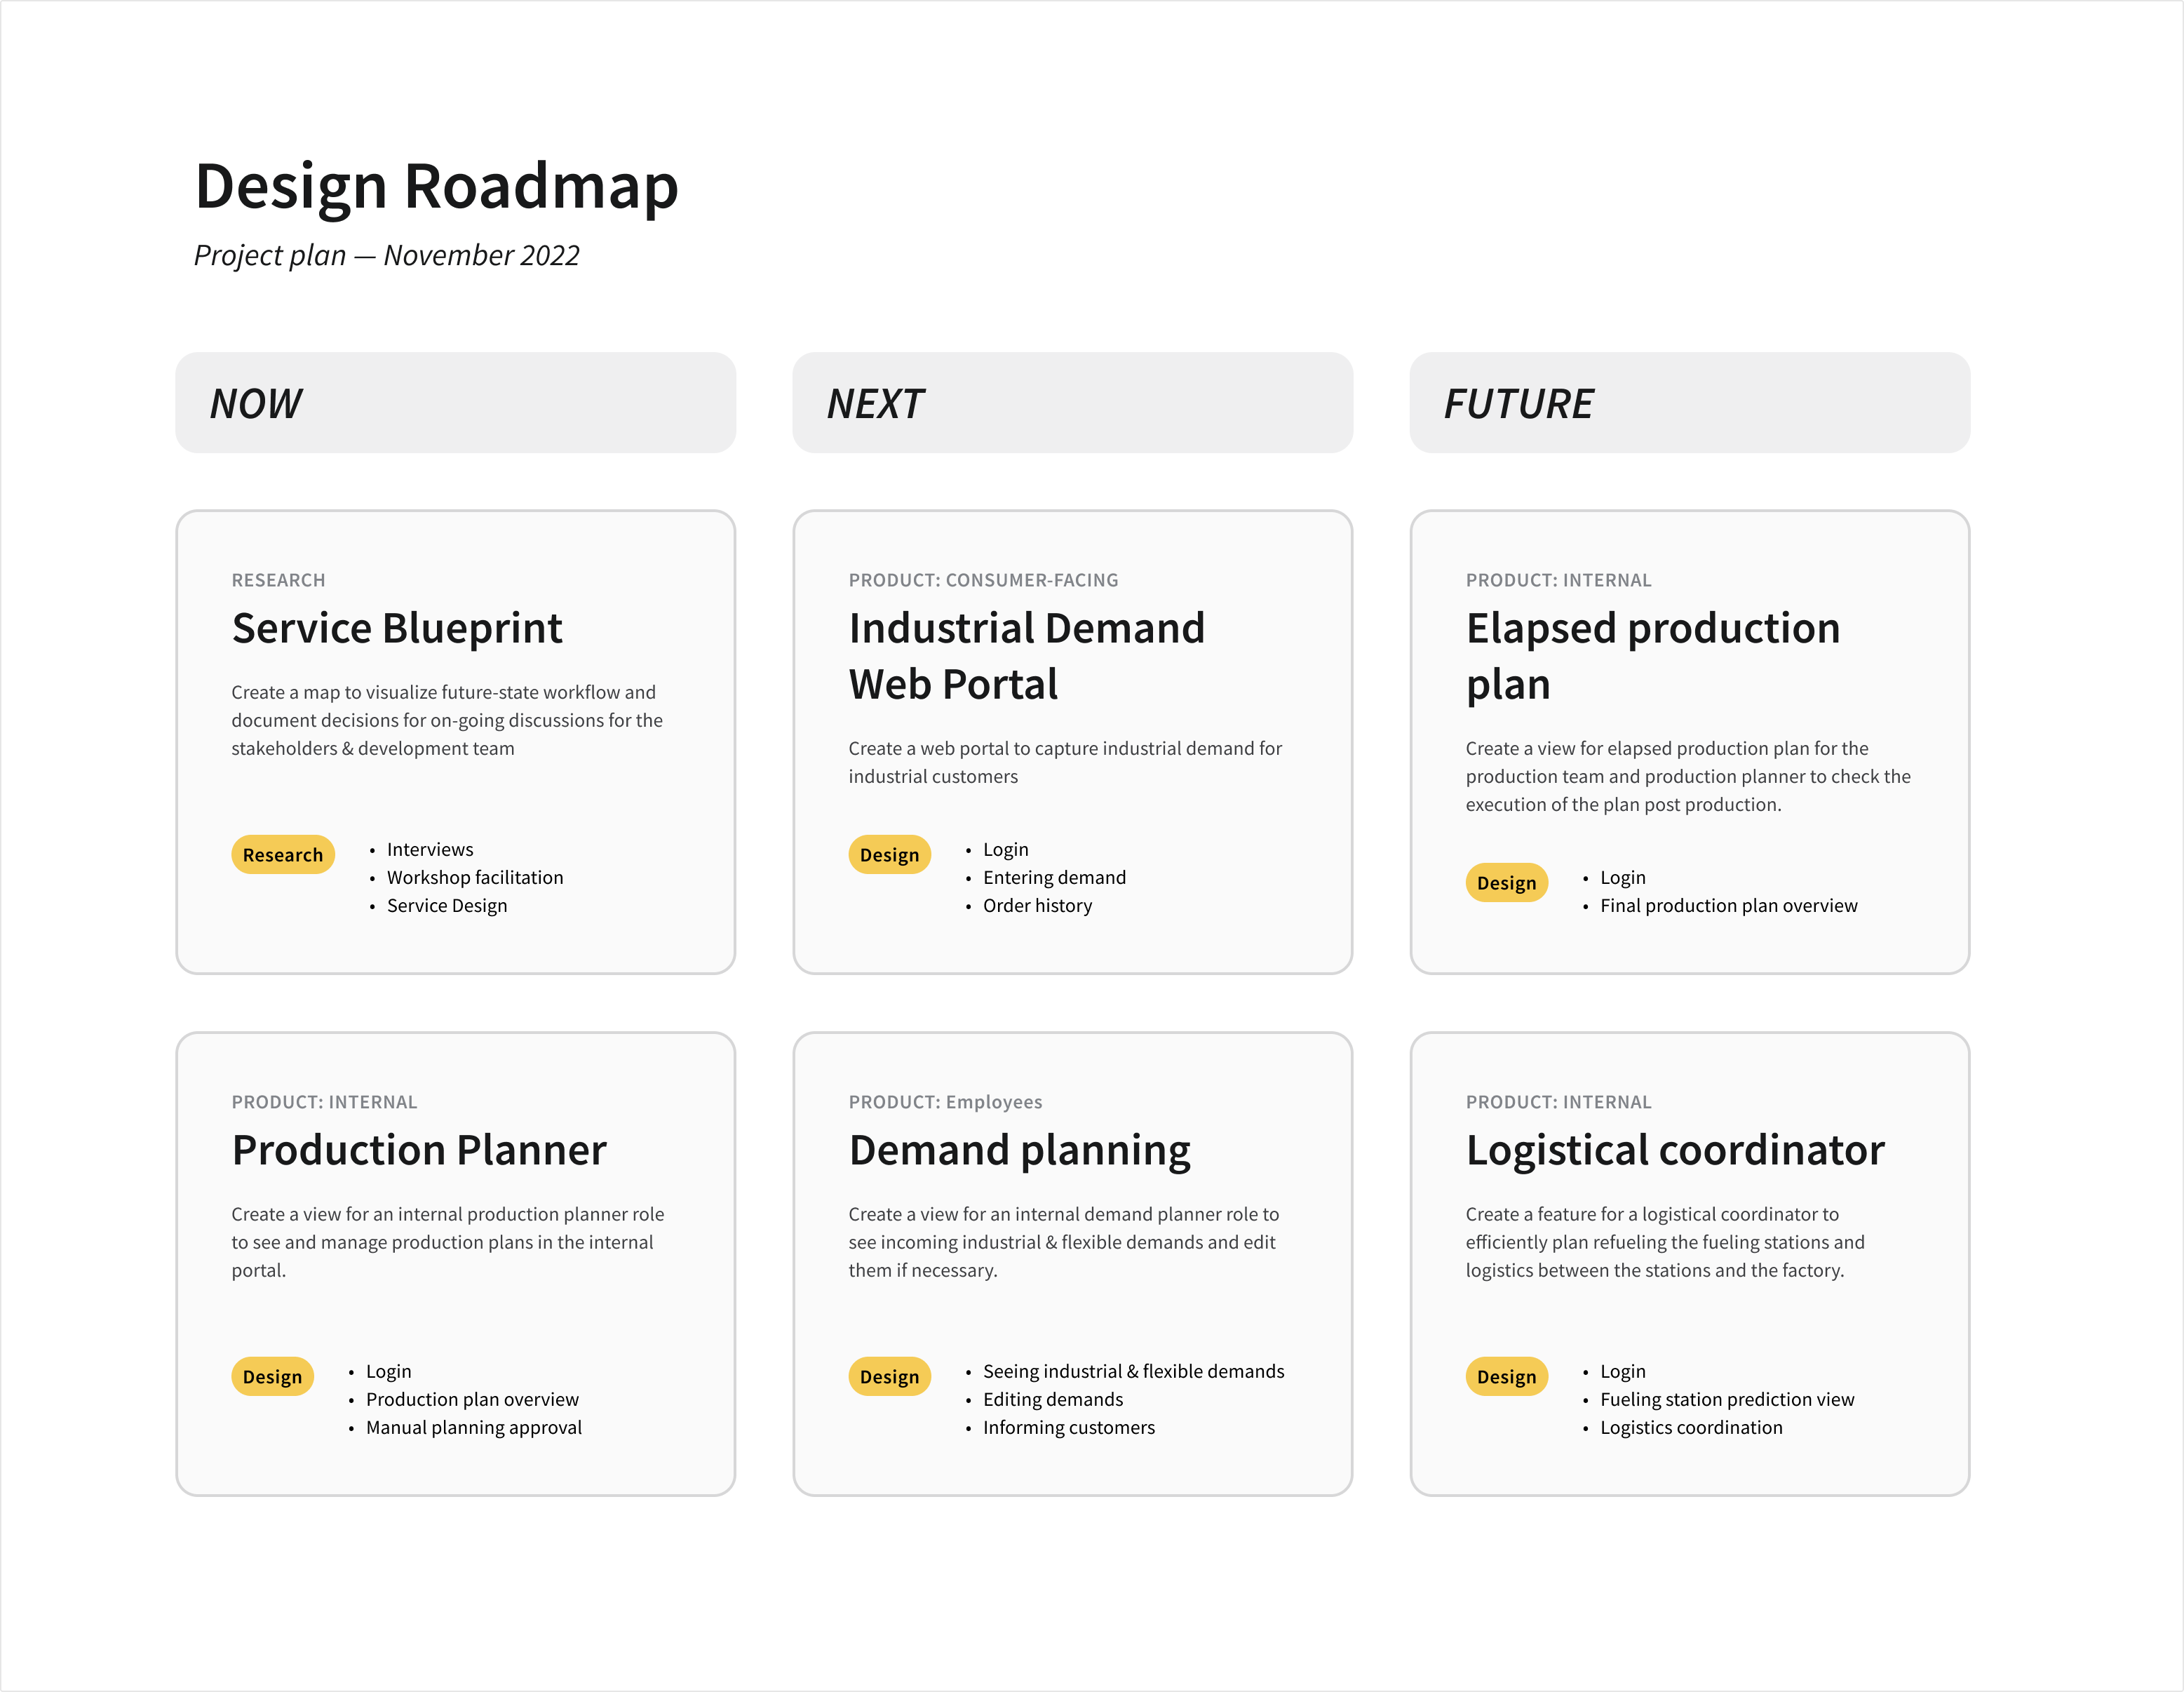 Design Roadmap
Project plan — November 2022
NOW
NEXT
FUTURE
RESEARCH
Service Blueprint
Create a map to visualize future-state workflow and
document decisions for on-going discussions for the
stakeholders & development team
Research
• Interviews
• Workshop facilitation
• Service Design
PRODUCT: CONSUMER-FACING
Industrial Demand
Web Portal
Create a web portal to capture industrial demand for
industrial customers
Design
• Login
• Entering demand
• Order history
PRODUCT: INTERNAL
Elapsed production
plan
Create a view for elapsed production plan for the
production team and production planner to check the
execution of the plan post production.
Design
• Login
• Final production plan overview
PRODUCT: INTERNAL
Production Planner
Create a view for an internal production planner role
to see and manage production plans in the internal
portal.
Design
• Login
• Production plan overview
• Manual planning approval
PRODUCT: Employees
Demand planning
Create a view for an internal demand planner role to
see incoming industrial & flexible demands and edit
them if necessary.
Design
• Seeing industrial & flexible demands
• Editing demands
• Informing customers
PRODUCT: INTERNAL
Logistical coordinator
Create a feature for a logistical coordinator to
efficiently plan refueling the fueling stations and
logistics between the stations and the factory.
Design
• Login
• Fueling station prediction view
• Logistics coordination